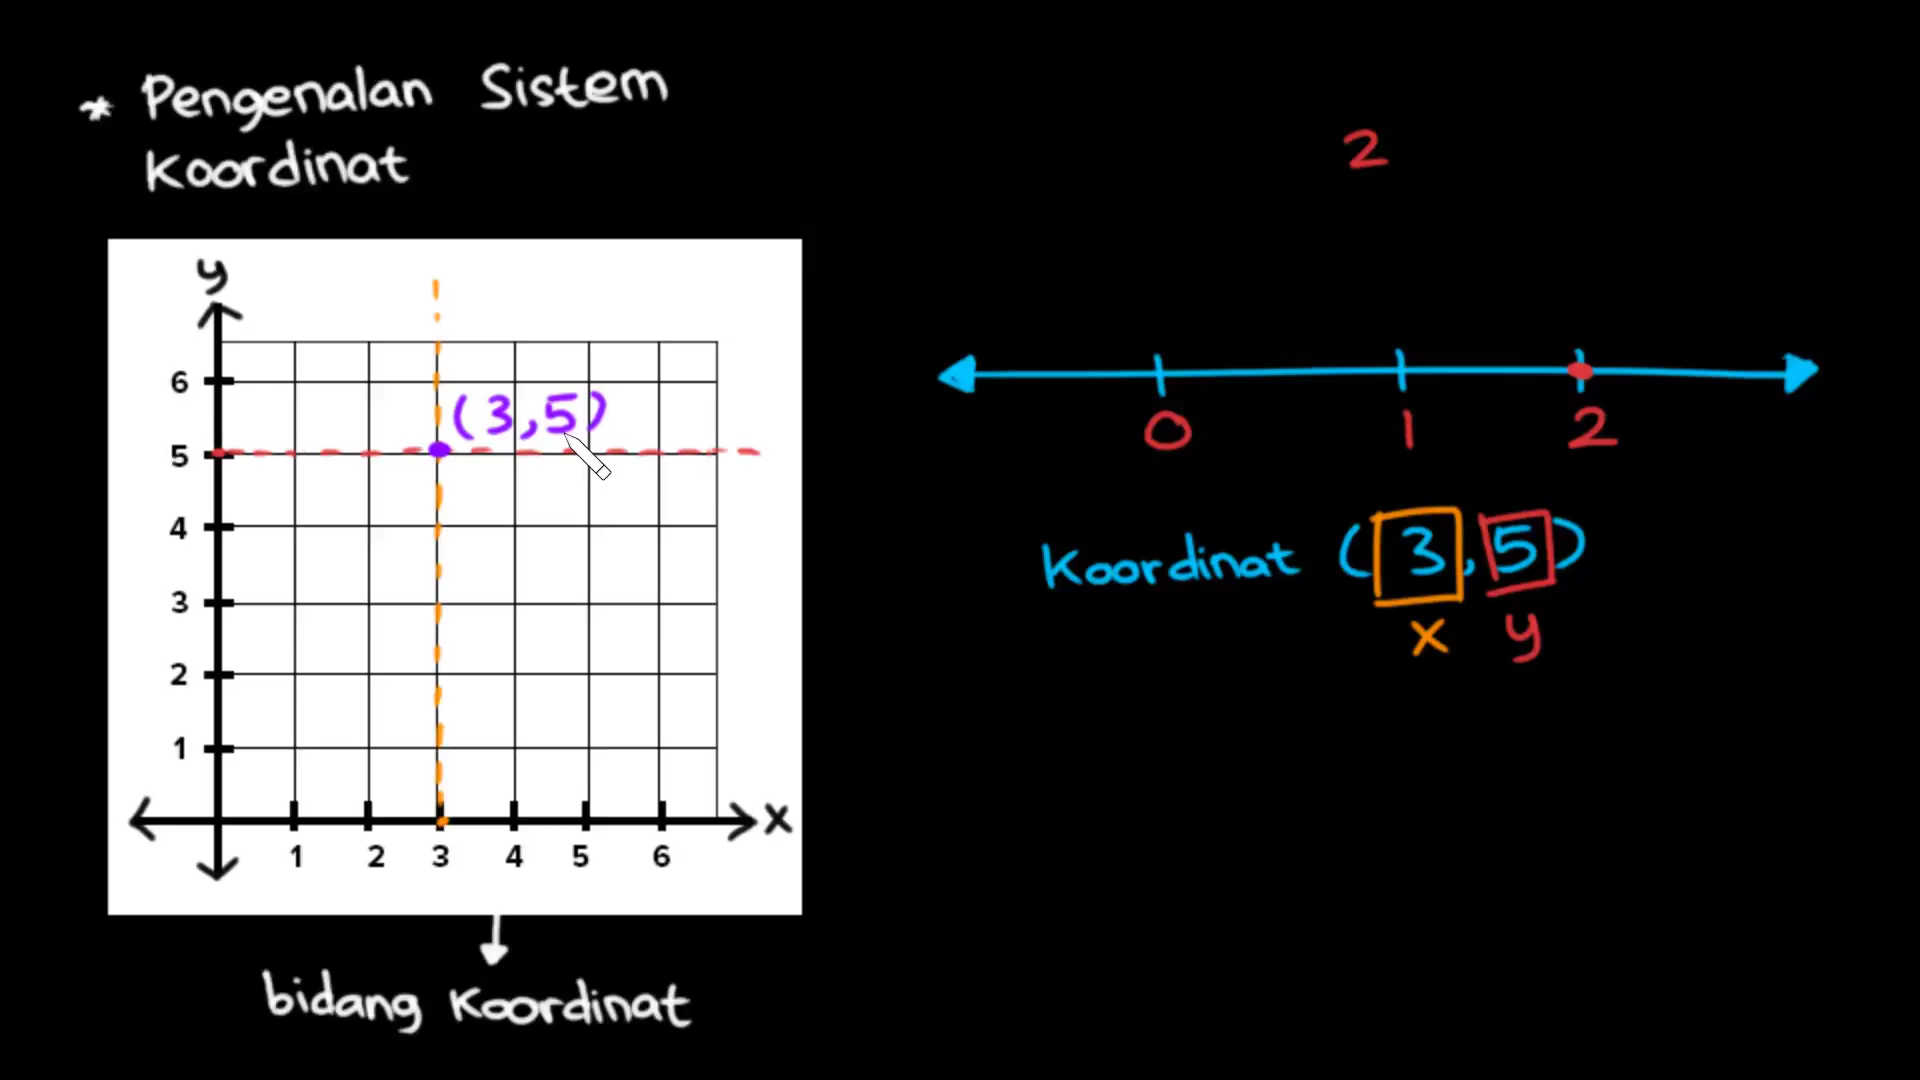 * Pengenalan Sistem
Koordinat
y
6
5
4
3
2
1
(3,5)
x
1 2 3 4 5 6
bidang Koordinat
2
0 1 2
Koordinat (3,5)
x y